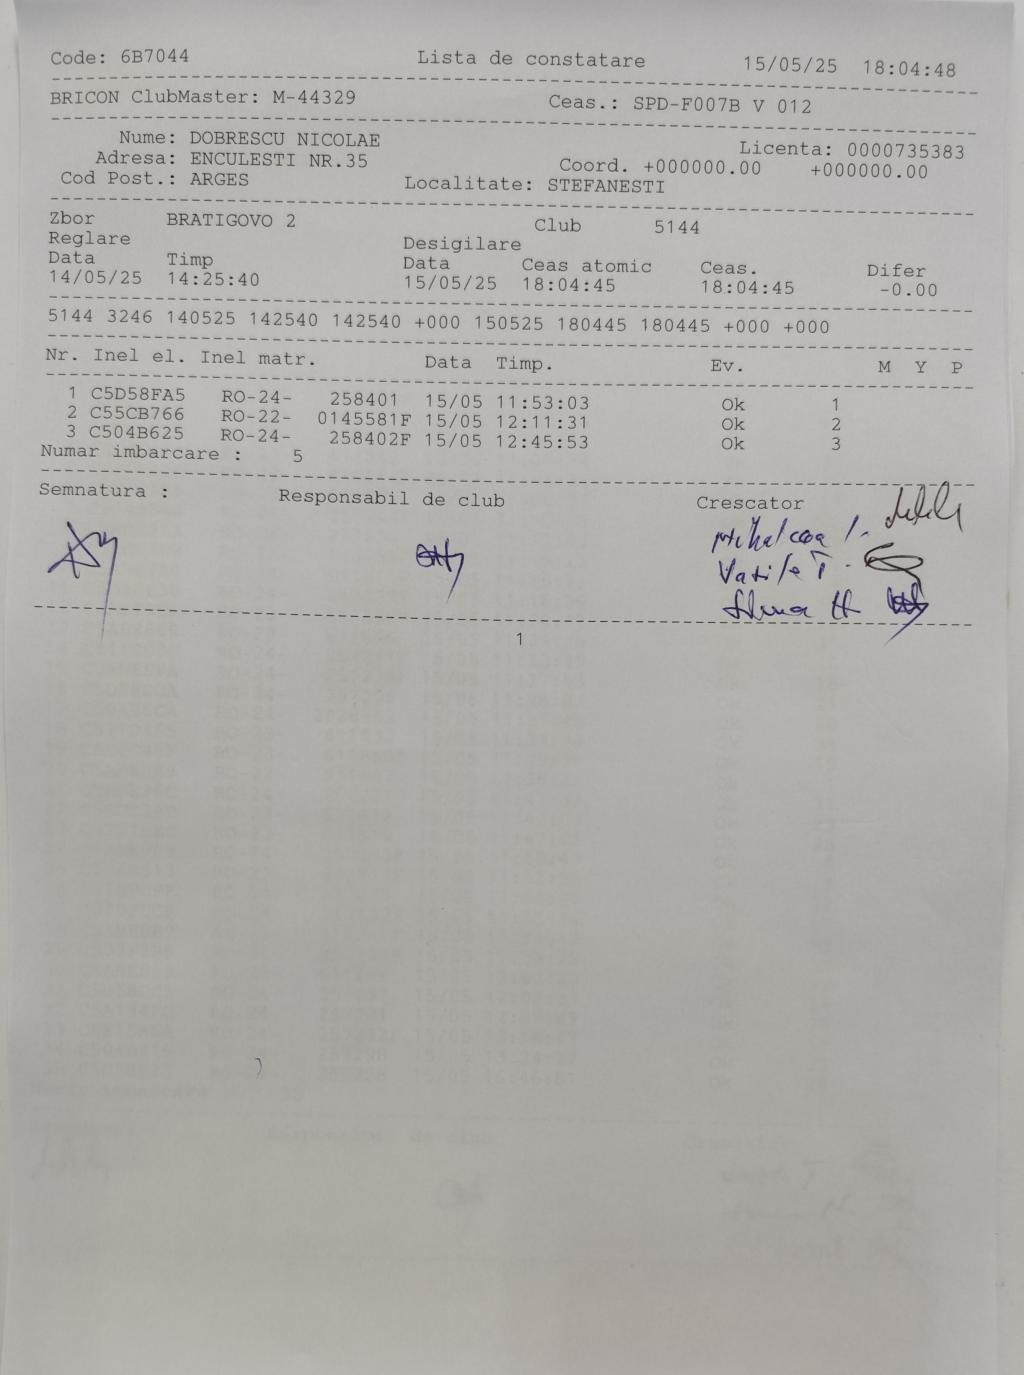 Code: 6B7044 Lista de constatare 15/05/25 18:04:48
BRICON ClubMaster: M-44329 Ceas.: SPD-F007B V 012
Nume: DOBRESCU NICOLAE Licenta: 0000735383
Adresa: ENCULESTI NR.35 Coord. +000000.00 +000000.00
Cod Post.: ARGES Localitate: STEFANESTI
Zbor BRATIGOVO 2 Club 5144
Reglare Desigilare
Data Timp Data Ceas atomic Ceas. Difer
14/05/25 14:25:40 15/05/25 18:04:45 18:04:45 -0.00
5144 3246 140525 142540 142540 +000 150525 180445 180445 +000 +000
Nr. Inel el. Inel matr. Data Timp. Ev. M Y P
1 C5D58FA5 RO-24- 258401 15/05 11:53:03 Ok 1
2 C55CB766 RO-22- 0145581F 15/05 12:11:31 Ok 2
3 C504B625 RO-24- 258402F 15/05 12:45:53 Ok 3
Numar imbarcare : 5
Semnatura : Responsabil de club Crescator
Mihalcea I.
Vasile T.
1